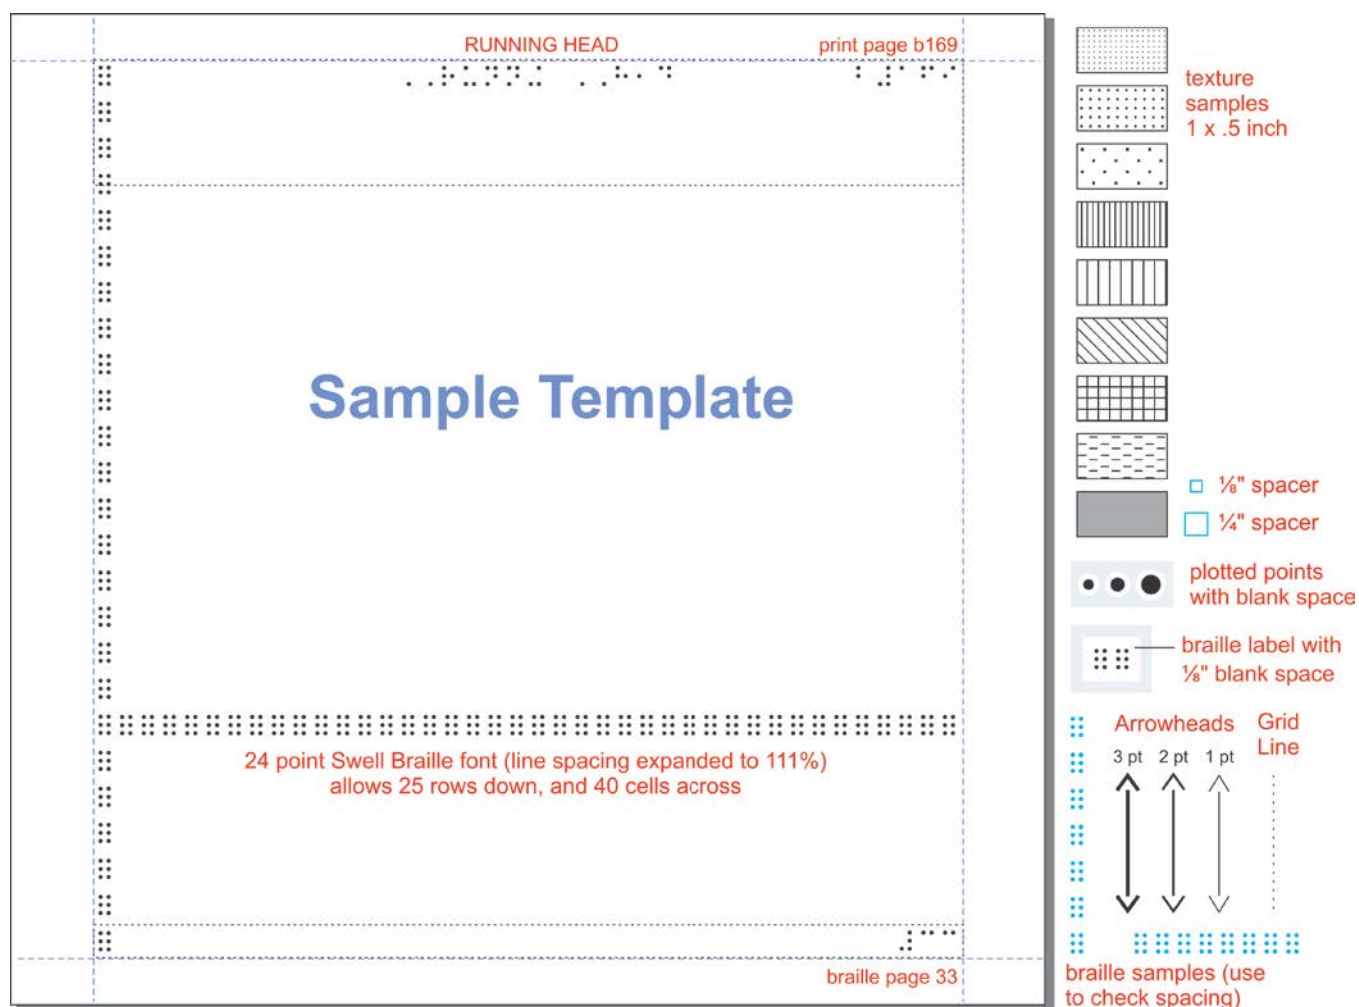 RUNNING HEAD
print page b169
texture
samples
1 x .5 inch
Sample Template
⅛" spacer
¼" spacer
plotted points
with blank space
braille label with
⅛" blank space
24 point Swell Braille font (line spacing expanded to 111%)
allows 25 rows down, and 40 cells across
Arrowheads
Grid
Line
3 pt 2 pt 1 pt
braille page 33
braille samples (use
to check spacing)